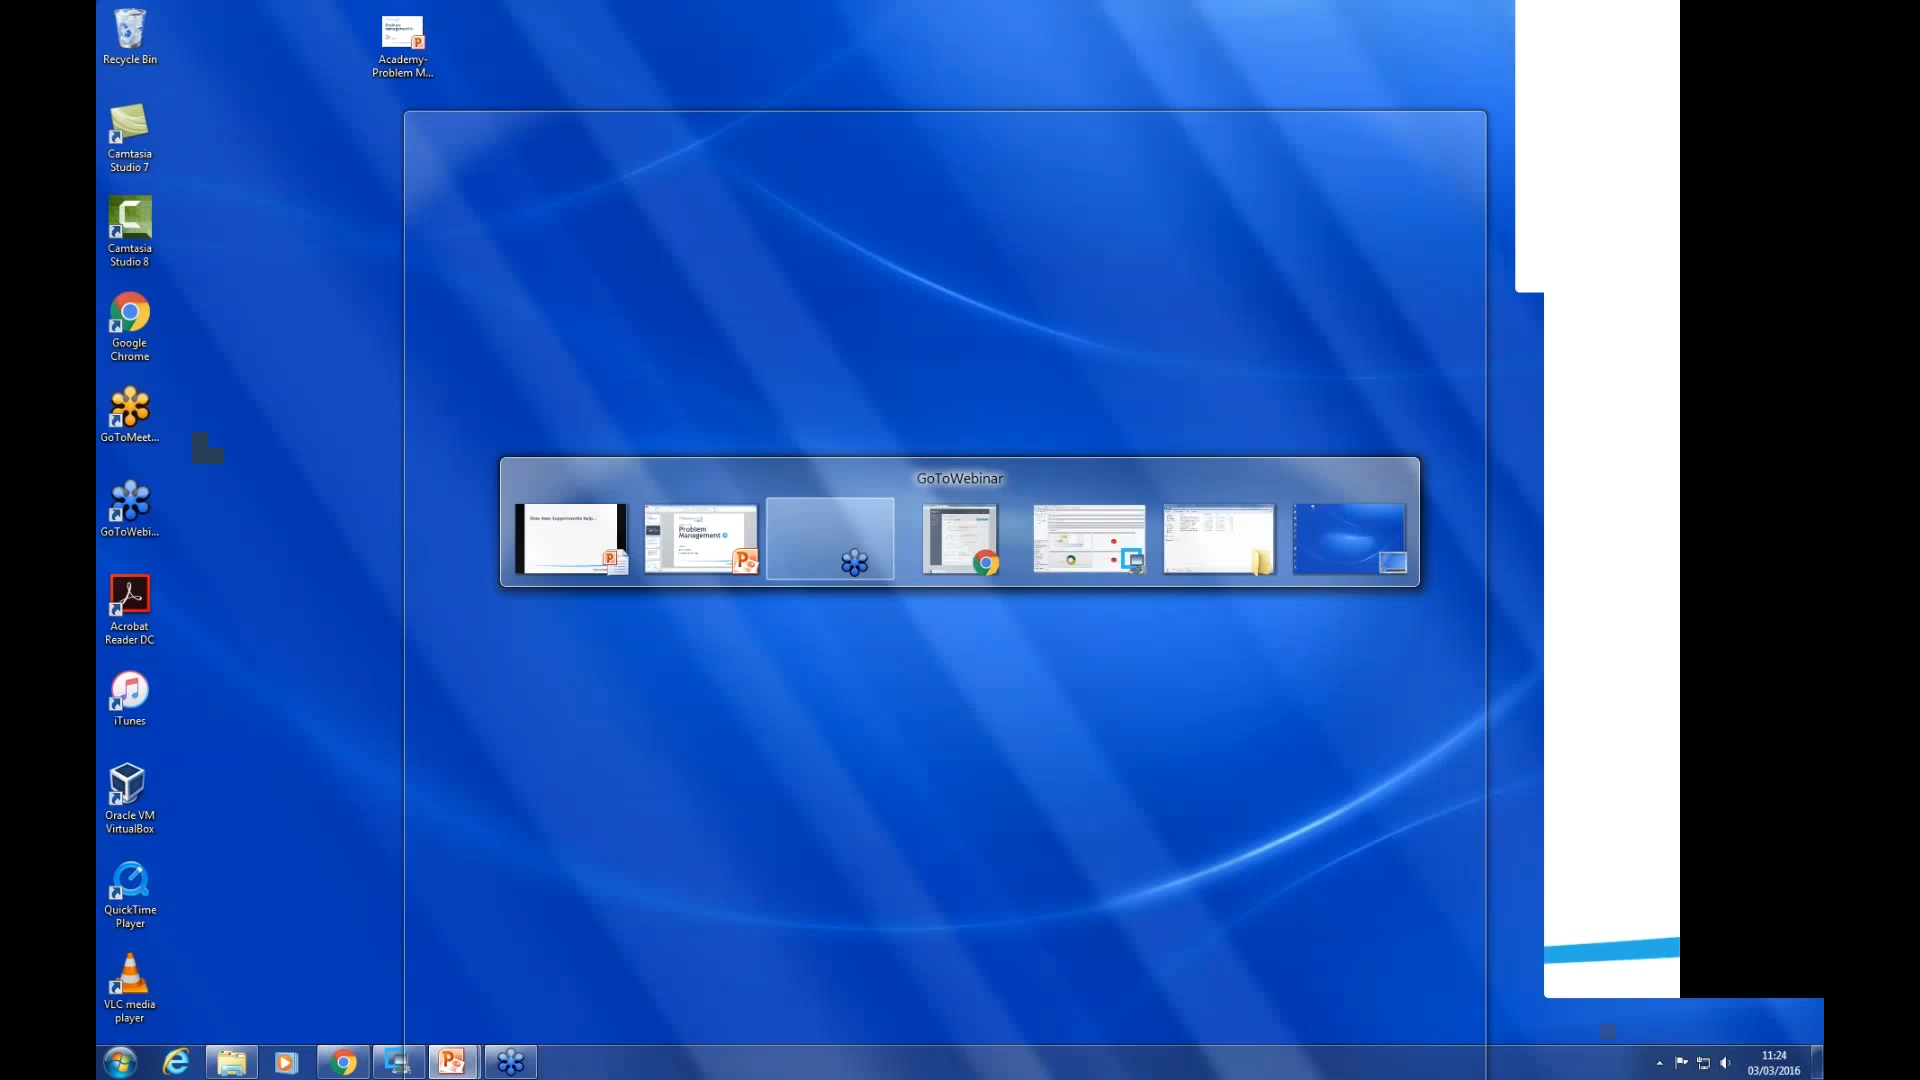 Recycle Bin
Academy-
Problem M...
Camtasia
Studio 7
Camtasia
Studio 8
Google
Chrome
GoToMeet...
GoToWebi...
Acrobat
Reader DC
iTunes
Oracle VM
VirtualBox
QuickTime
Player
VLC media
player
GoToWebinar
How does Supportworks help...
Problem
Management
11:24
03/03/2016